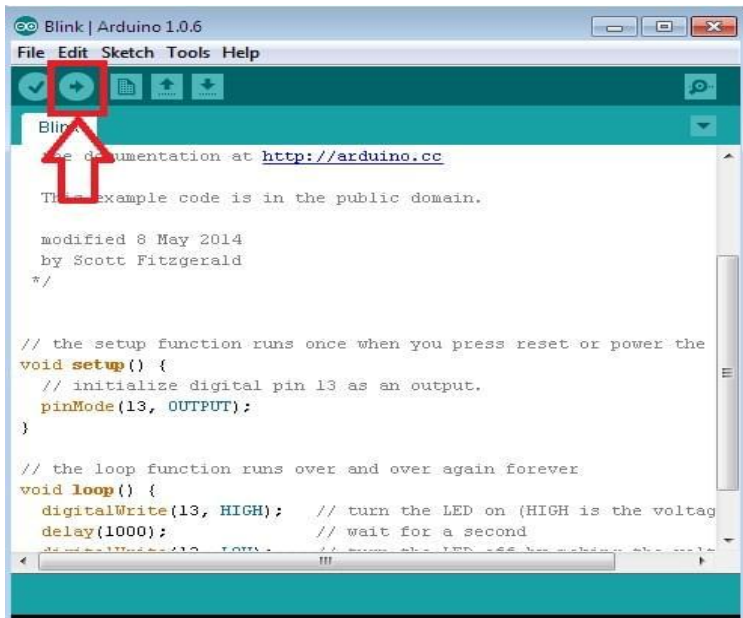 Blink | Arduino 1.0.6
File Edit Sketch Tools Help
Blink
documentation at http://arduino.cc
example code is in the public domain.
modified 8 May 2014
by Scott Fitzgerald
*/
// the setup function runs once when you press reset or power the
void setup() {
// initialize digital pin 13 as an output.
pinMode(13, OUTPUT);
}
// the loop function runs over and over again forever
void loop() {
digitalWrite(13, HIGH); // turn the LED on (HIGH is the voltag
delay(1000); // wait for a second